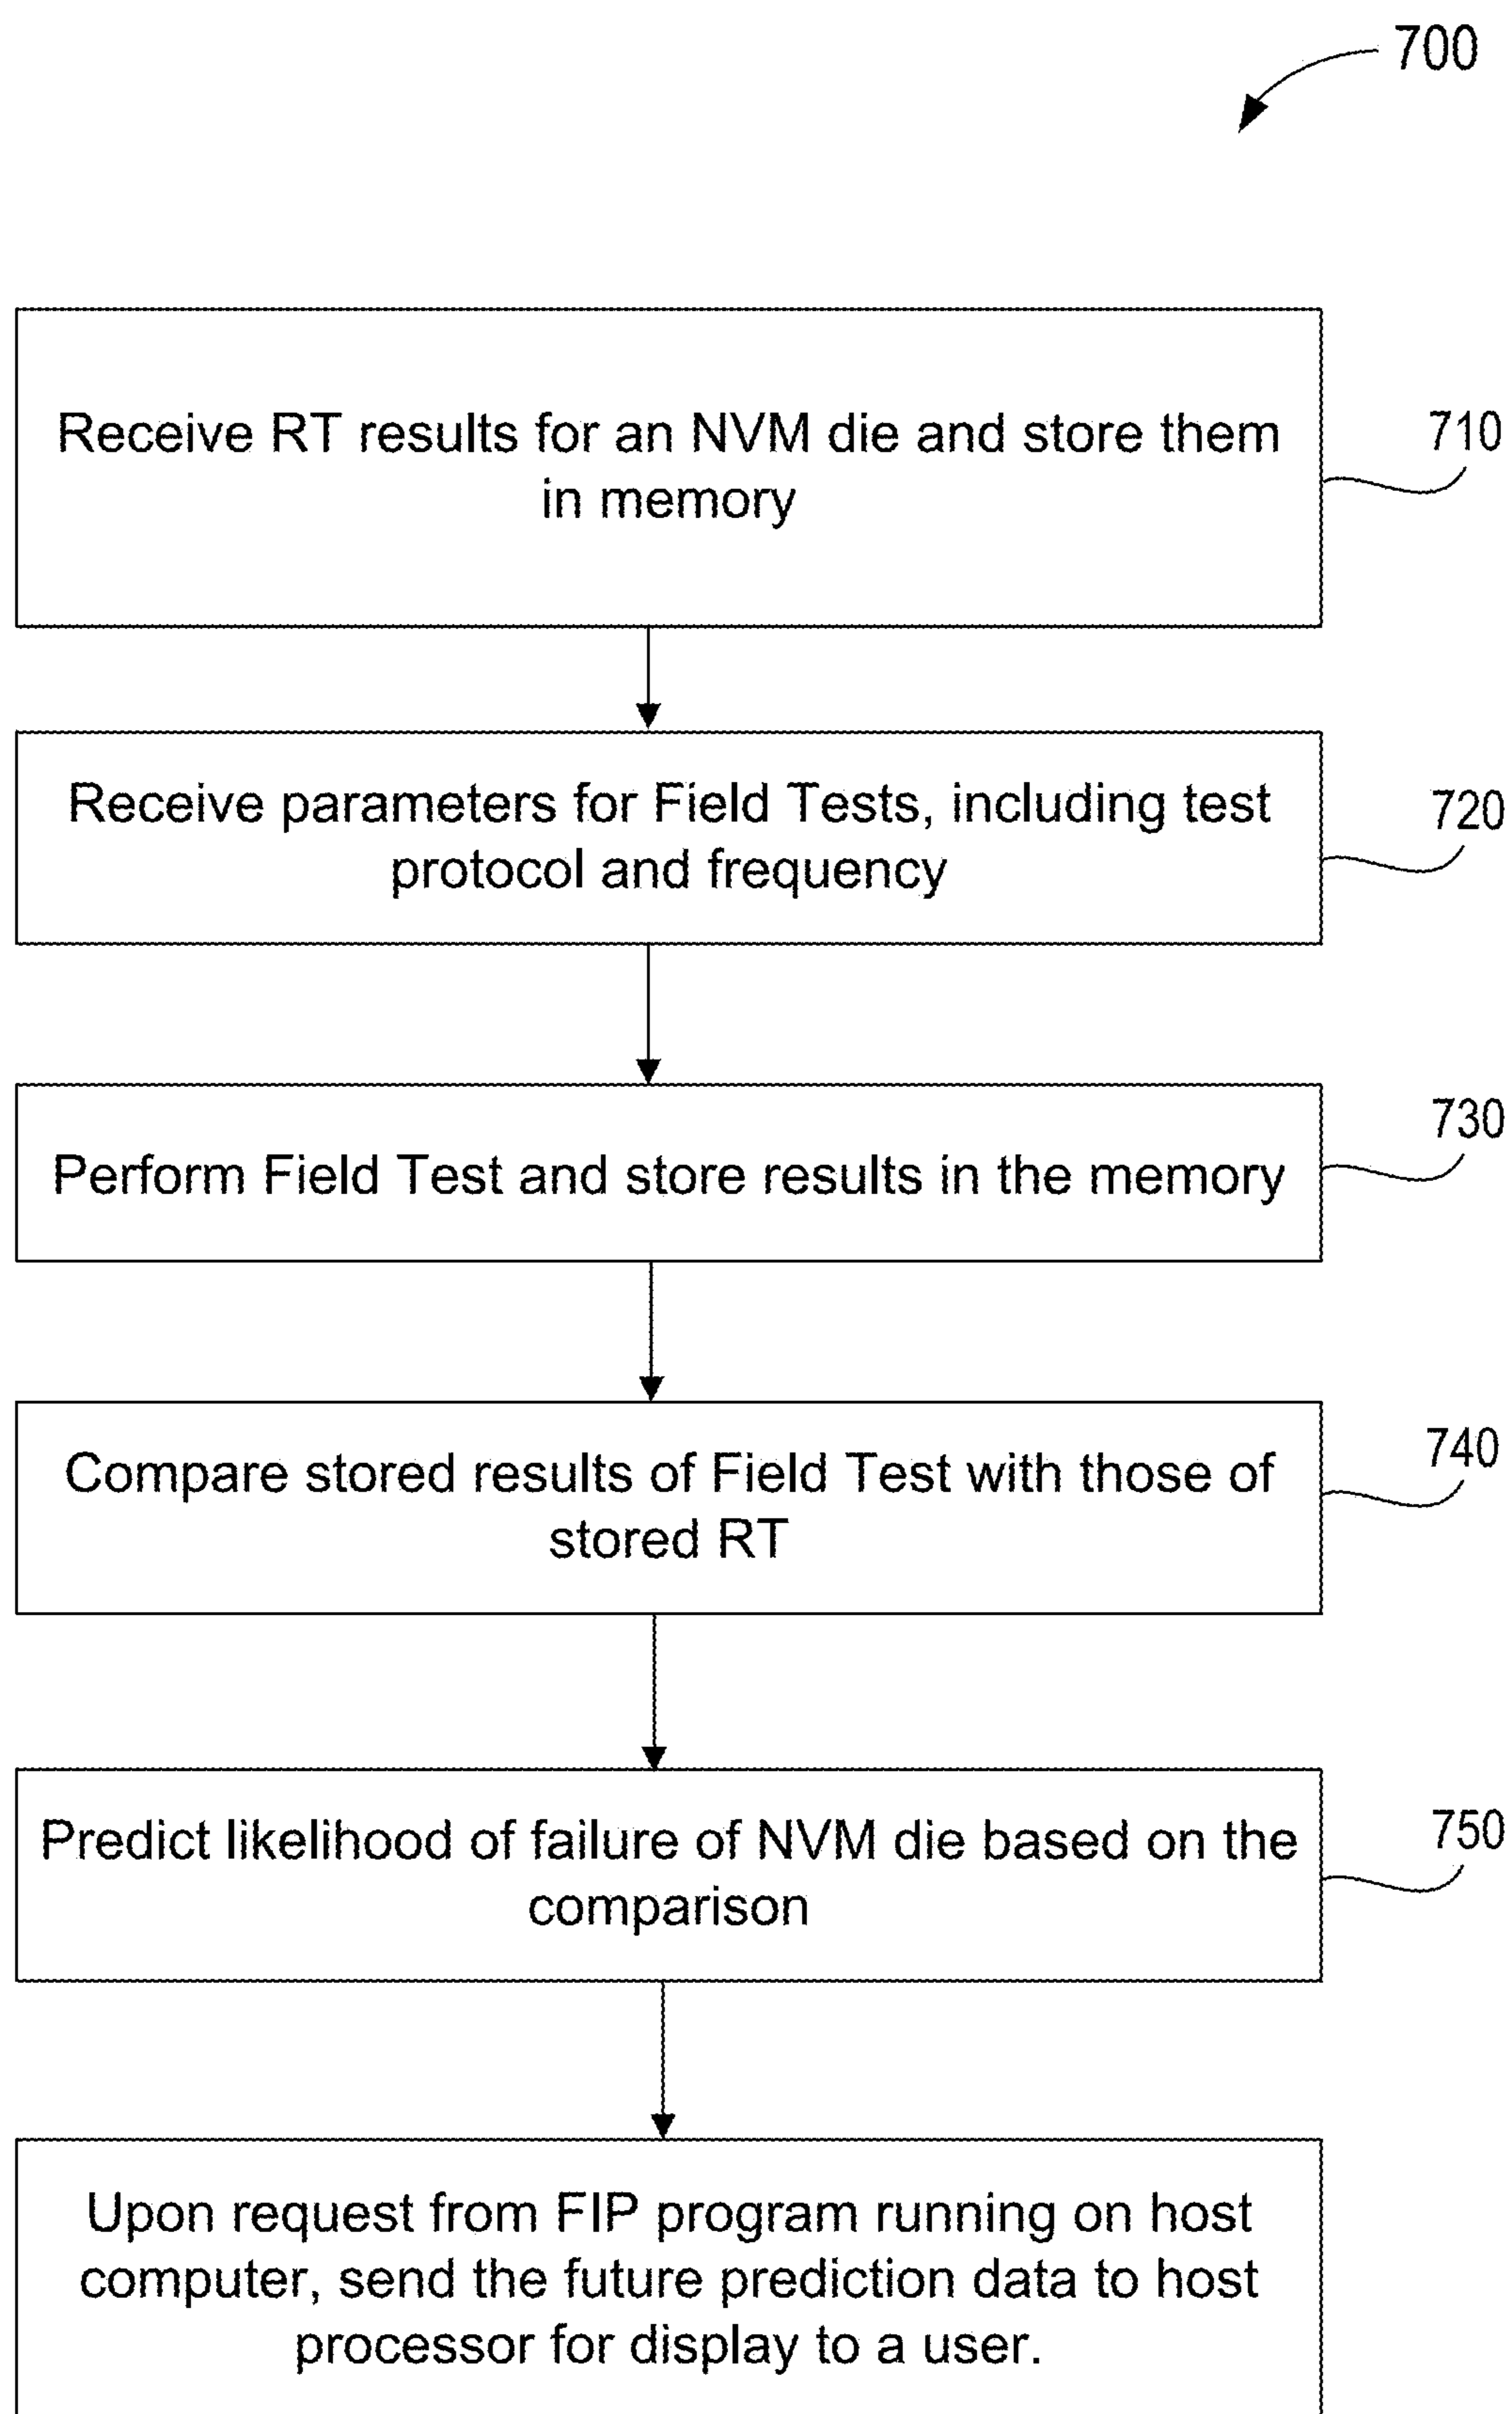 700
Receive RT results for an NVM die and store them
in memory
710
Receive parameters for Field Tests, including test
protocol and frequency
720
Perform Field Test and store results in the memory
730
Compare stored results of Field Test with those of
stored RT
740
Predict likelihood of failure of NVM die based on the
comparison
750
Upon request from FIP program running on host
computer, send the future prediction data to host
processor for display to a user.